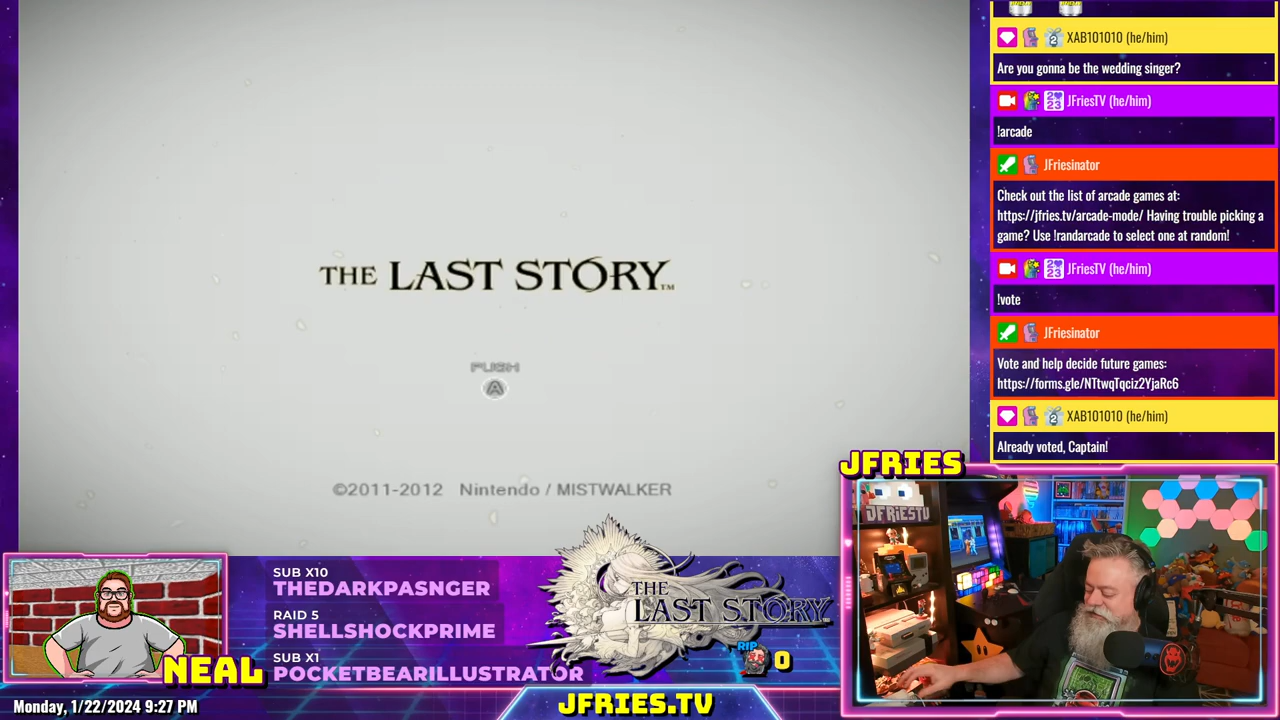 THE LAST STORY™
PUSH
A
©2011-2012 Nintendo / MISTWALKER
XAB101010 (he/him)
Are you gonna be the wedding singer?
JFriesTV (he/him)
!arcade
JFriesinator
Check out the list of arcade games at:
https://jfries.tv/arcade-mode/ Having trouble picking a
game? Use !randarcade to select one at random!
JFriesTV (he/him)
!vote
JFriesinator
Vote and help decide future games:
https://forms.gle/NTtwqTqciz2YjaRc6
XAB101010 (he/him)
Already voted, Captain!
JFRIES
JFRIESTV
NEAL
SUB X10
THEDARKPASNGER
RAID 5
SHELLSHOCKPRIME
SUB X1
POCKETBEARILLUSTRATOR
THE
LAST STORY
RIP
0
JFRIES.TV
Monday, 1/22/2024 9:27 PM